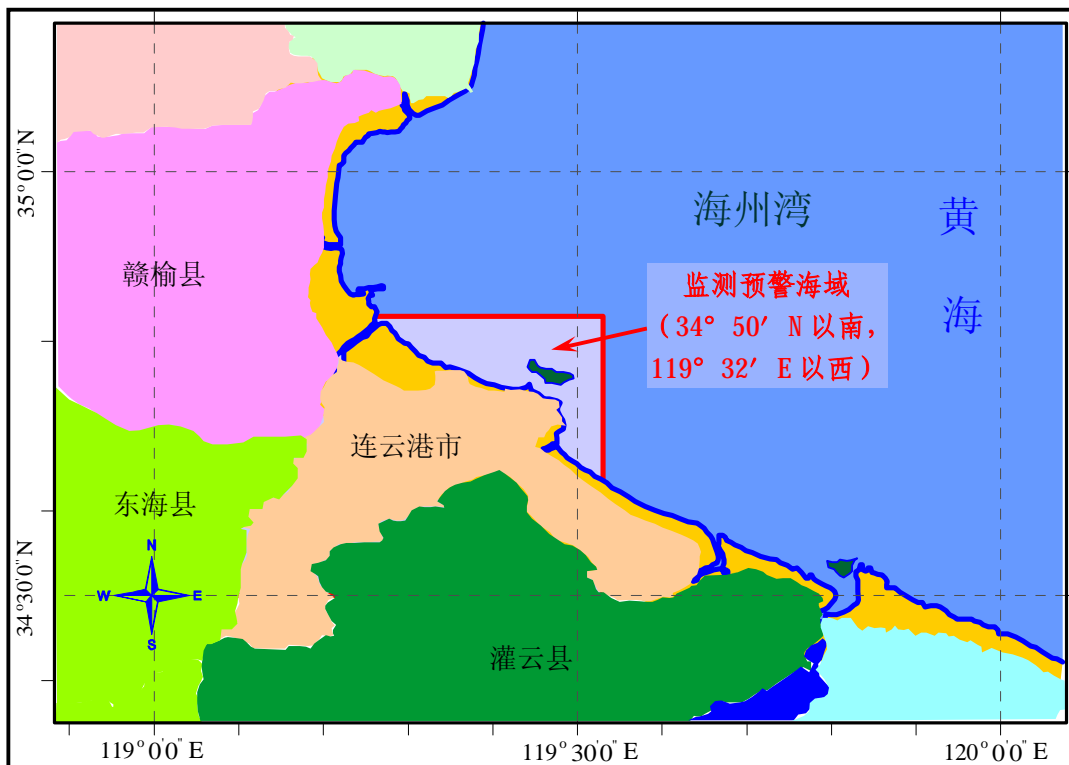 35°0'0"N
海州湾
黄
海
赣榆县
监测预警海域
（34° 50′ N 以南，
119° 32′ E 以西）
连云港市
东海县
34°30'0"N
N
W
E
S
灌云县
119°0'0"E
119°30'0"E
120°0'0"E